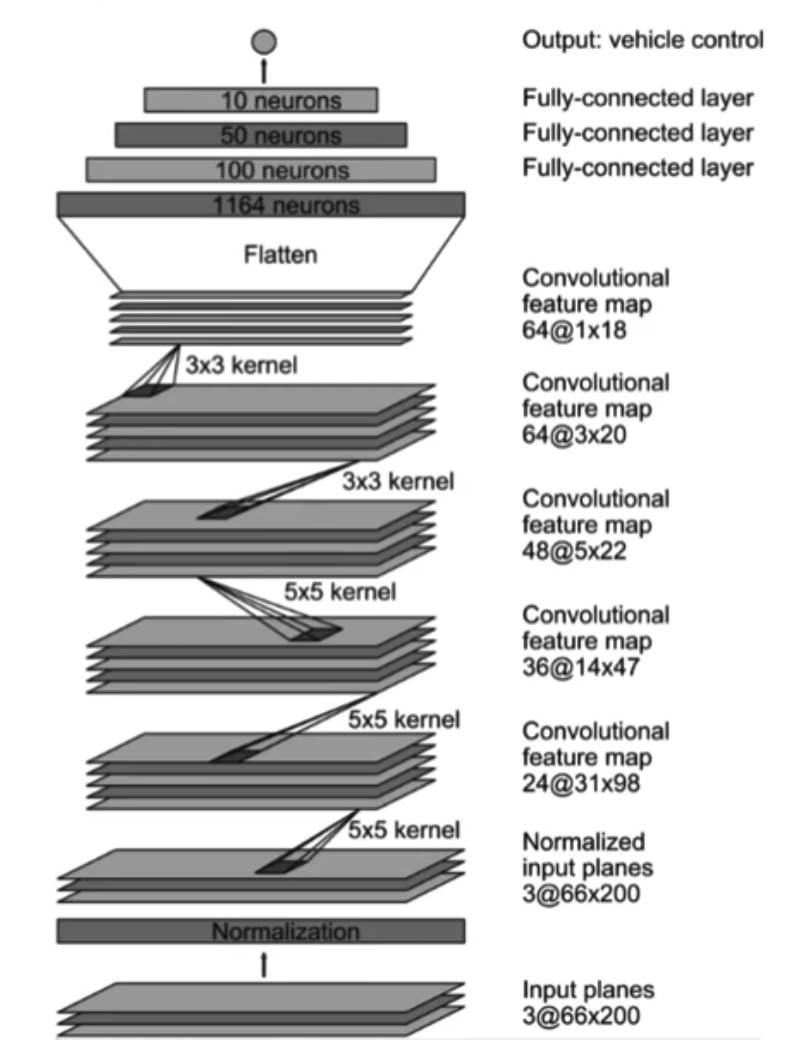 Output: vehicle control
10 neurons
Fully-connected layer
50 neurons
Fully-connected layer
100 neurons
Fully-connected layer
1164 neurons
Flatten
Convolutional
feature map
64@1x18
3x3 kernel
Convolutional
feature map
64@3x20
3x3 kernel
Convolutional
feature map
48@5x22
5x5 kernel
Convolutional
feature map
36@14x47
5x5 kernel
Convolutional
feature map
24@31x98
5x5 kernel
Normalized
input planes
3@66x200
Normalization
Input planes
3@66x200